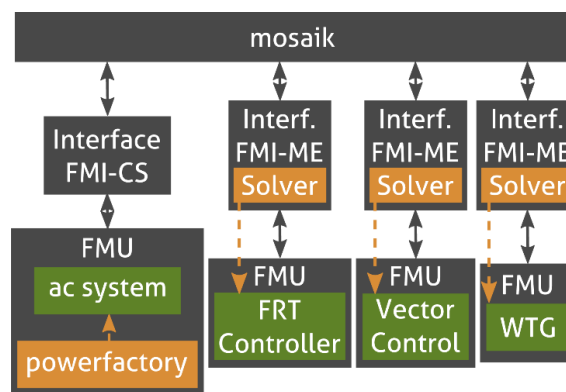 mosaik
Interface
FMI-CS
Interf.
FMI-ME
Solver
Interf.
FMI-ME
Solver
Interf.
FMI-ME
Solver
FMU
ac system
powerfactory
FMU
FRT
Controller
FMU
Vector
Control
FMU
WTG